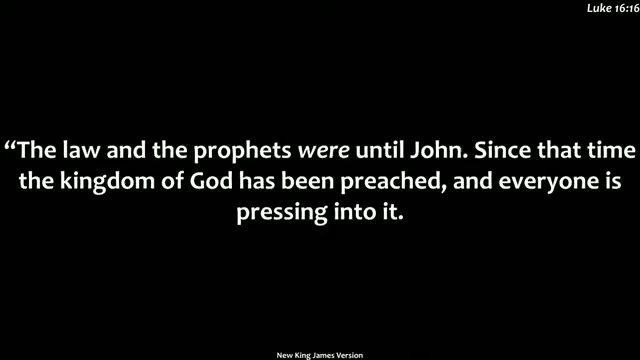 Luke 16:16
“The law and the prophets were until John. Since that time
the kingdom of God has been preached, and everyone is
pressing into it.
New King James Version